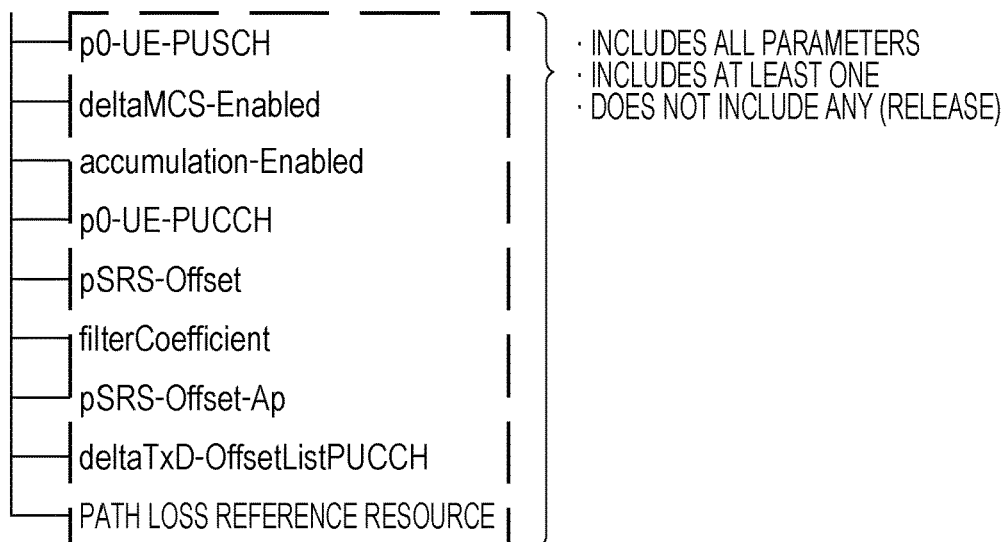 p0-UE-PUSCH
deltaMCS-Enabled
accumulation-Enabled
p0-UE-PUCCH
pSRS-Offset
filterCoefficient
pSRS-Offset-Ap
deltaTxD-OffsetListPUCCH
PATH LOSS REFERENCE RESOURCE
· INCLUDES ALL PARAMETERS
· INCLUDES AT LEAST ONE
· DOES NOT INCLUDE ANY (RELEASE)